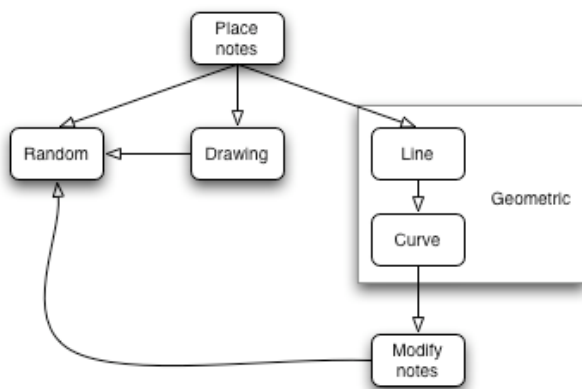 Place
notes
Random
Drawing
Line
Geometric
Curve
Modify
notes